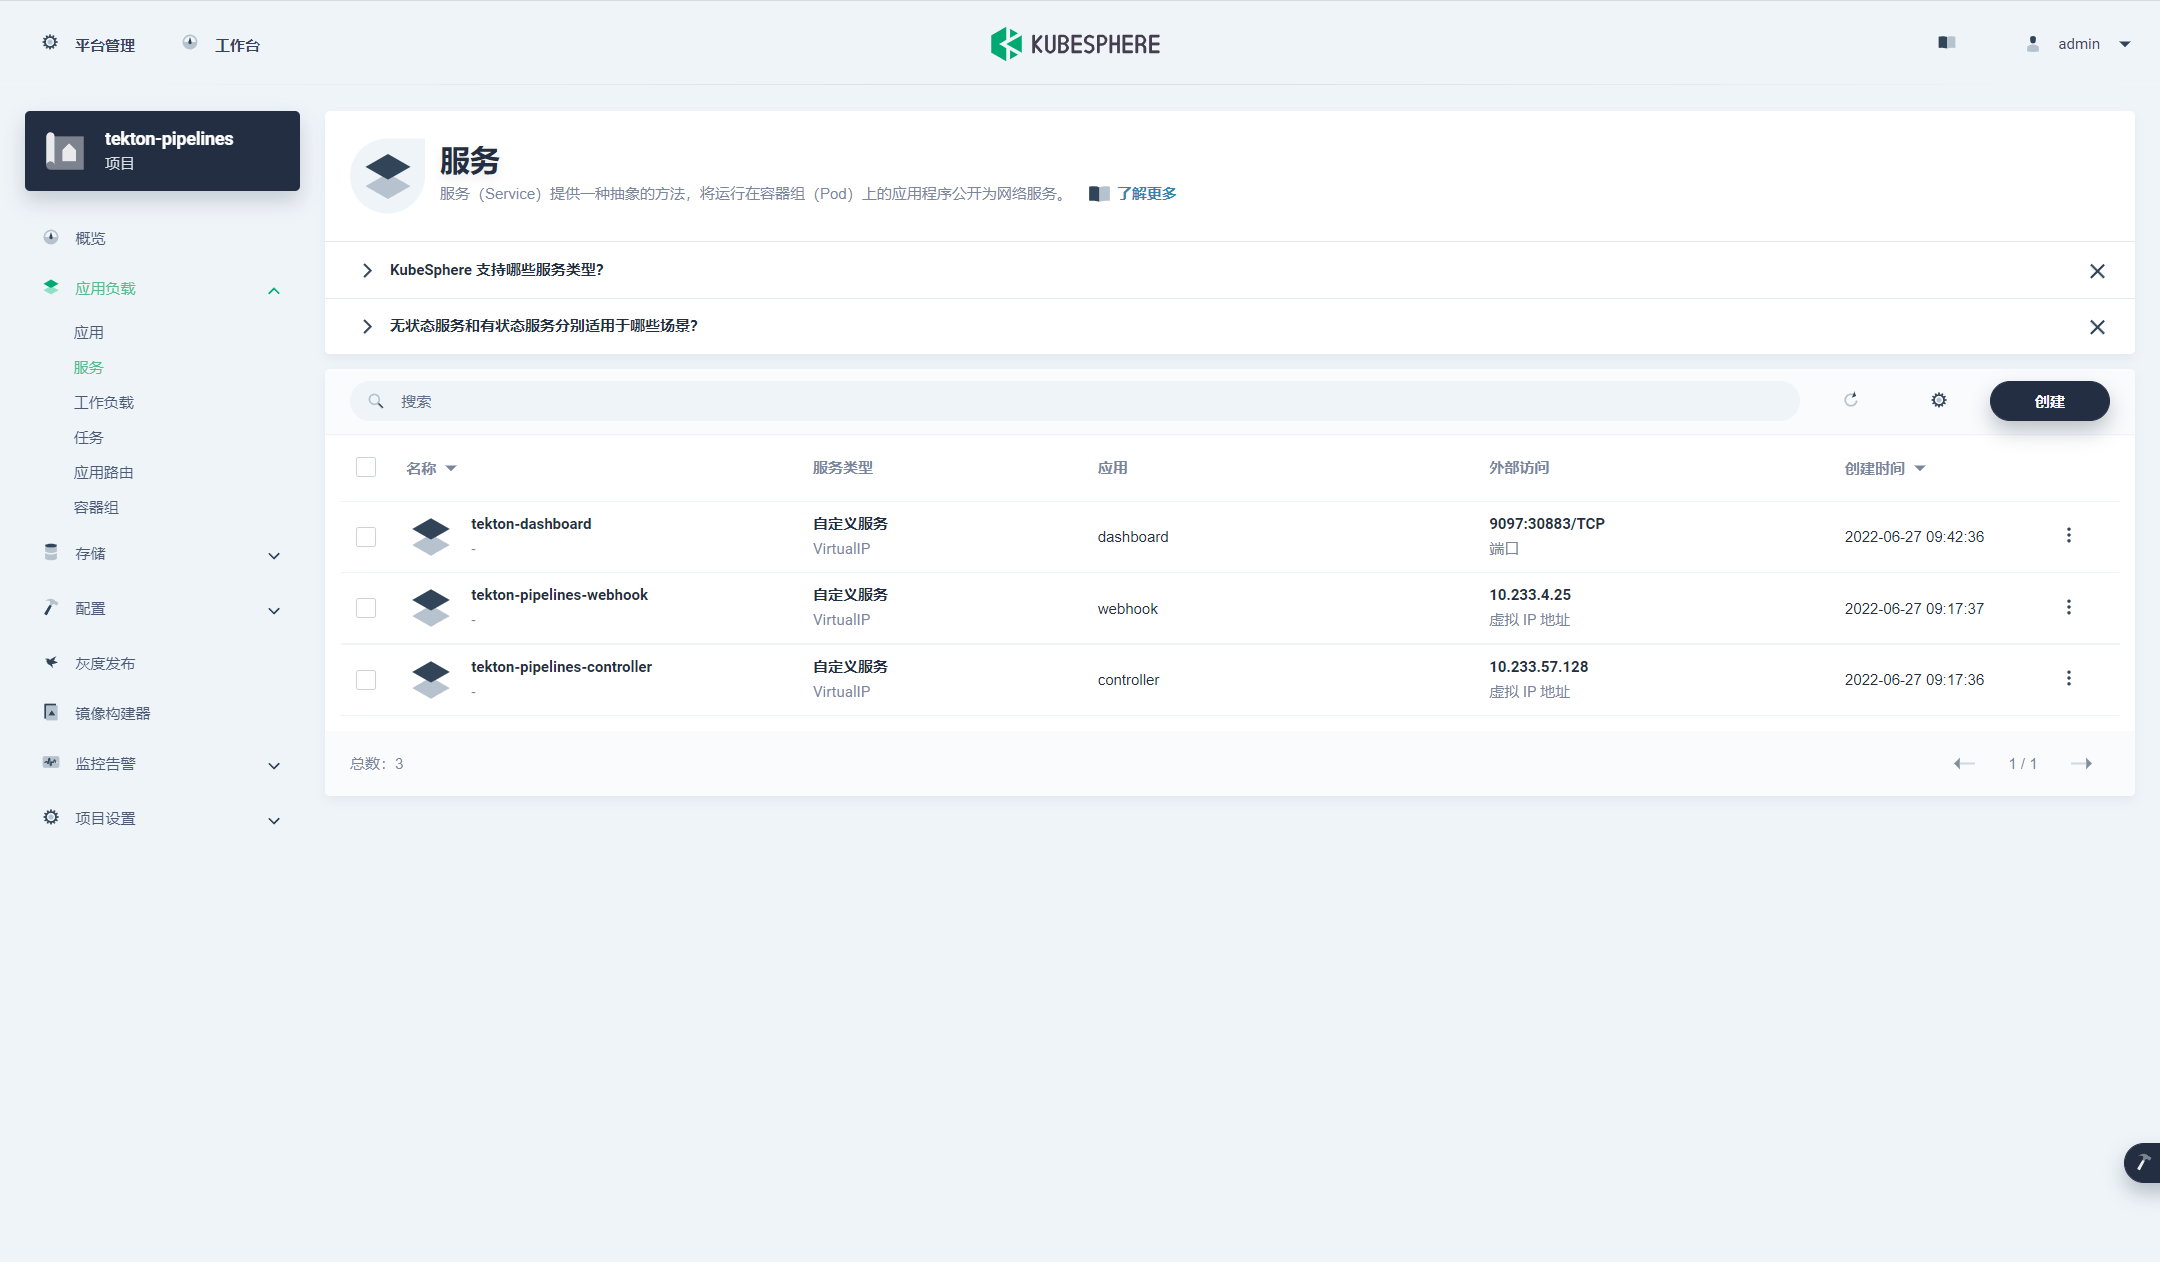 平台管理
工作台
KUBESPHERE
admin
tekton-pipelines
项目
概览
应用负载
应用
服务
工作负载
任务
应用路由
容器组
存储
配置
灰度发布
镜像构建器
监控告警
项目设置
服务
服务（Service）提供一种抽象的方法，将运行在容器组（Pod）上的应用程序公开为网络服务。 了解更多
KubeSphere 支持哪些服务类型？
无状态服务和有状态服务分别适用于哪些场景？
搜索
创建
名称 服务类型 应用 外部访问 创建时间
tekton-dashboard 自定义服务 9097:30883/TCP
dashboard 2022-06-27 09:42:36
- VirtualIP 端口
tekton-pipelines-webhook 自定义服务 10.233.4.25
webhook 2022-06-27 09:17:37
- VirtualIP 虚拟 IP 地址
tekton-pipelines-controller 自定义服务 10.233.57.128
controller 2022-06-27 09:17:36
- VirtualIP 虚拟 IP 地址
总数：3
1 / 1